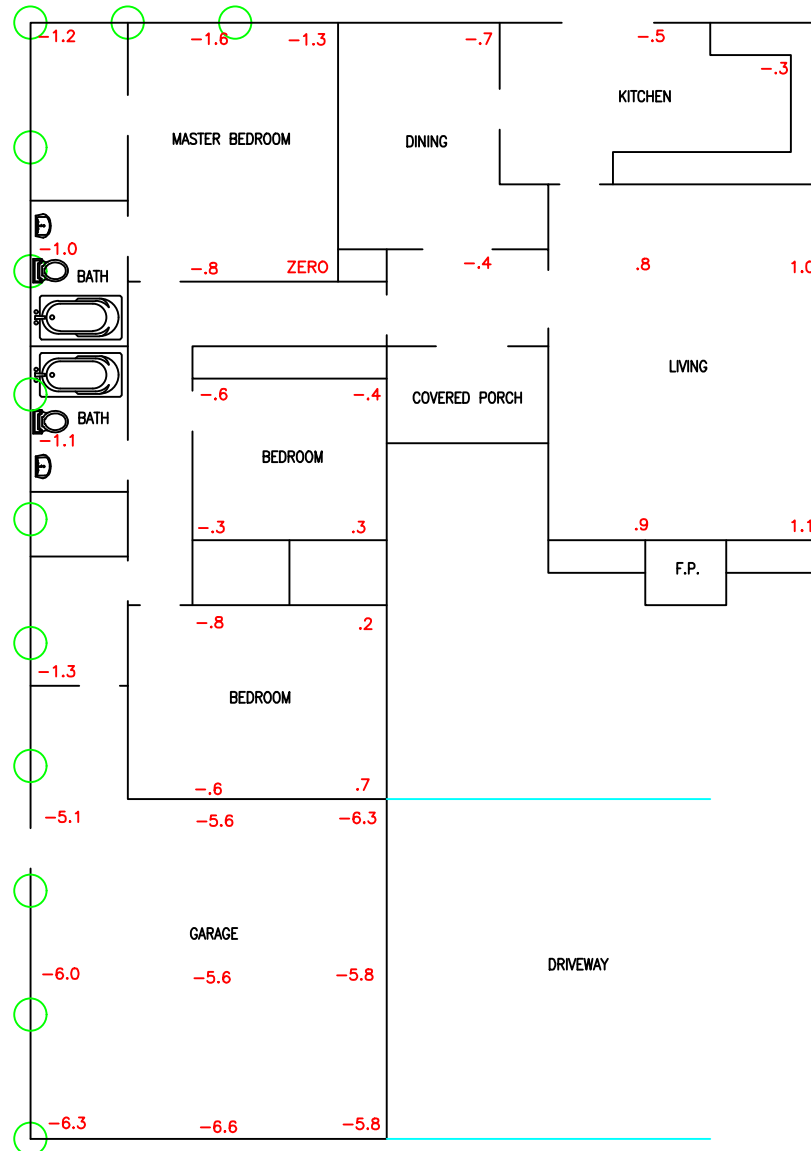 -1.2
-1.6
-1.3
-.7
-.5
-.3
KITCHEN
MASTER BEDROOM
DINING
-1.0
BATH
-.8
ZERO
-.4
.8
1.0
LIVING
-.6
-.4
COVERED PORCH
BATH
-1.1
BEDROOM
-.3
.3
.9
1.1
F.P.
-.8
.2
-1.3
BEDROOM
-.6
.7
-5.1
-5.6
-6.3
GARAGE
DRIVEWAY
-6.0
-5.6
-5.8
-6.3
-6.6
-5.8